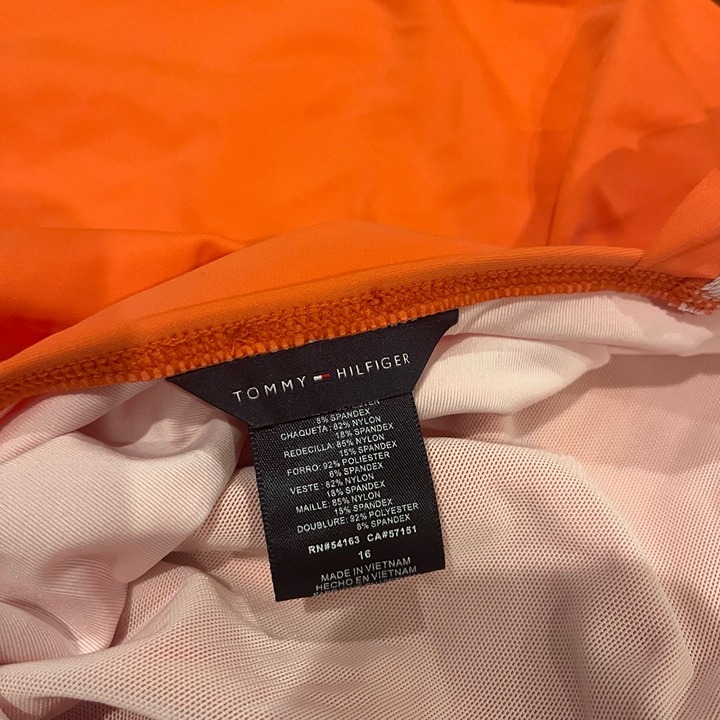 TOMMY HILFIGER
8% SPANDEX
CHAQUETA: 82% NYLON
18% SPANDEX
REDECILLA: 85% NYLON
15% SPANDEX
FORRO: 92% POLIESTER
8% SPANDEX
VESTE: 82% NYLON
18% SPANDEX
MAILLE: 85% NYLON
15% SPANDEX
DOUBLURE: 92% POLYESTER
8% SPANDEX
RN#54163 CA#57151
16
MADE IN VIETNAM
HECHO EN VIETNAM